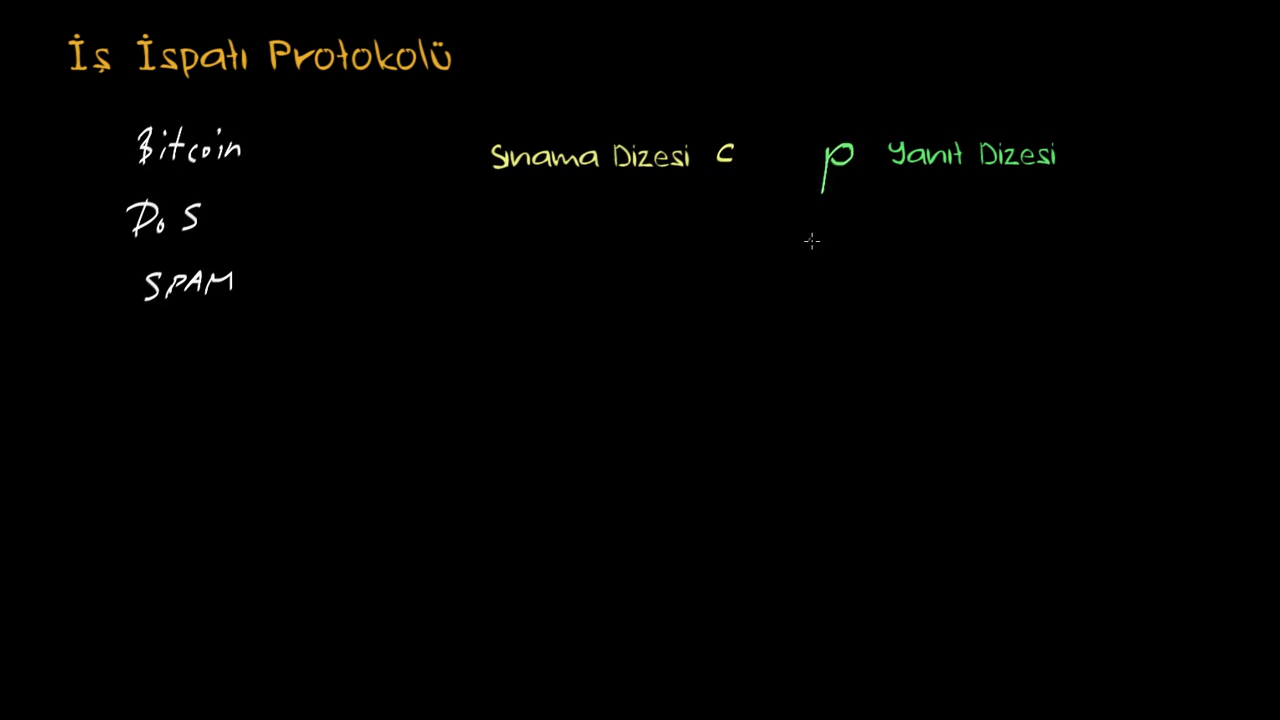 İş İspatı Protokolü
Bitcoin
Sınama Dizesi c p Yanıt Dizesi
DoS
SPAM